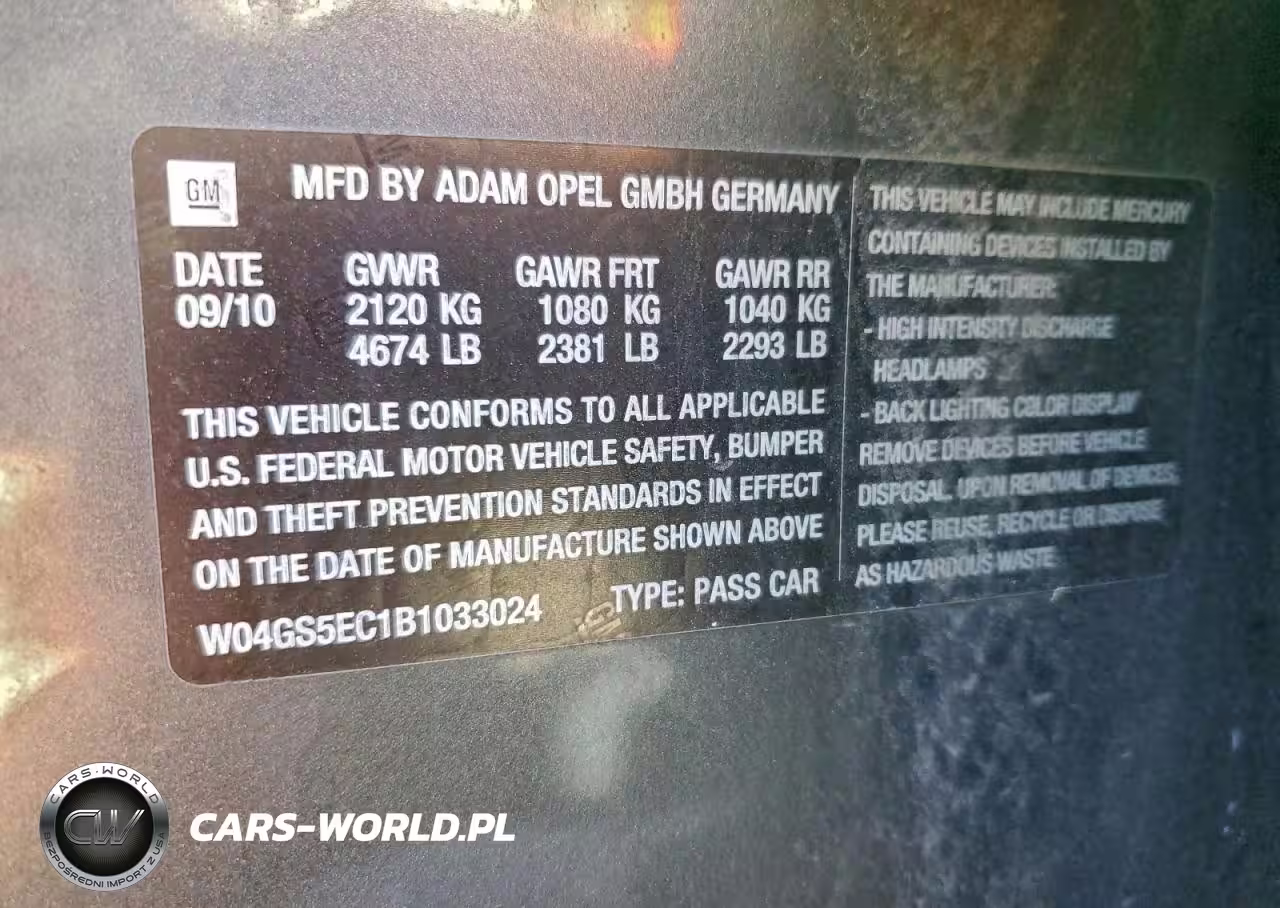 GM
MFD BY ADAM OPEL GMBH GERMANY
DATE GVWR GAWR FRT GAWR RR
09/10 2120 KG 1080 KG 1040 KG
4674 LB 2381 LB 2293 LB
THIS VEHICLE CONFORMS TO ALL APPLICABLE
U.S. FEDERAL MOTOR VEHICLE SAFETY, BUMPER
AND THEFT PREVENTION STANDARDS IN EFFECT
ON THE DATE OF MANUFACTURE SHOWN ABOVE
W04GS5EC1B1033024 TYPE: PASS CAR
THIS VEHICLE MAY INCLUDE MERCURY
CONTAINING DEVICES INSTALLED BY
THE MANUFACTURER:
- HIGH INTENSITY DISCHARGE
HEADLAMPS
- BACK LIGHTING COLOR DISPLAY
REMOVE DEVICES BEFORE VEHICLE
DISPOSAL. UPON REMOVAL OF DEVICES,
PLEASE REUSE, RECYCLE OR DISPOSE
AS HAZARDOUS WASTE
CARS-WORLD
CW
BEZPOŚREDNI IMPORT Z USA
CARS-WORLD.PL